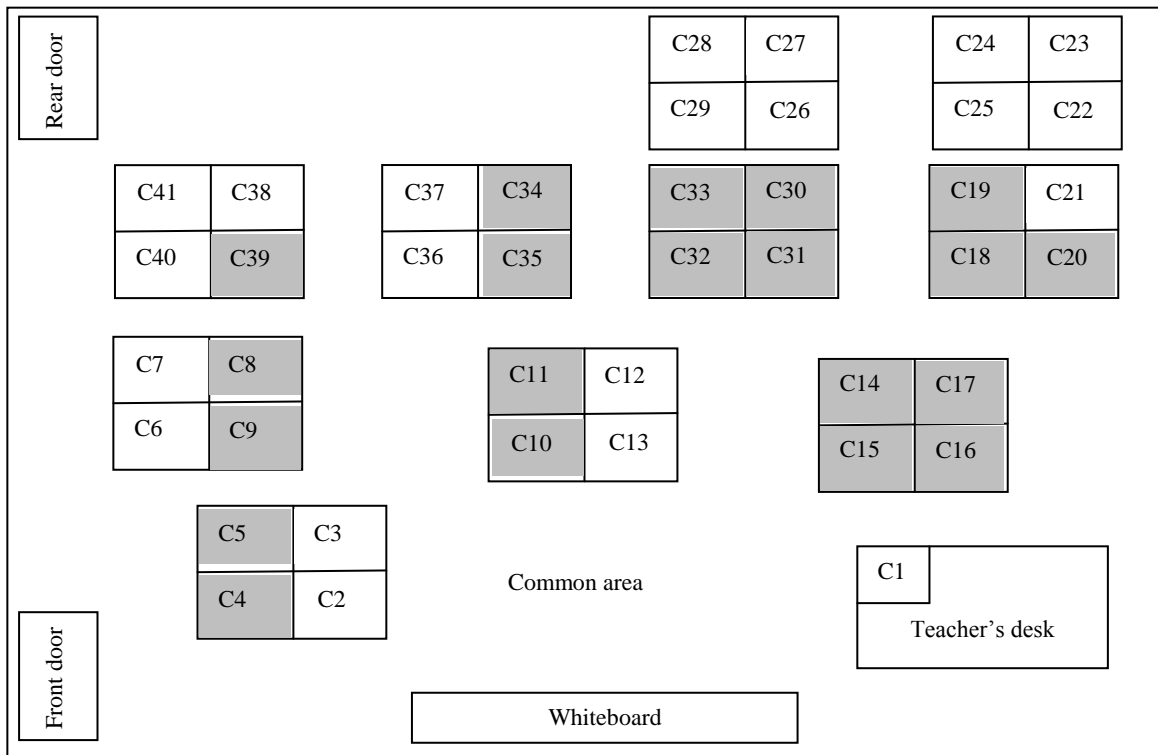 Rear door
C28 C27 C24 C23
C29 C26 C25 C22
C41 C38 C37 C34 C33 C30 C19 C21
C40 C39 C36 C35 C32 C31 C18 C20
C7 C8 C11 C12 C14 C17
C6 C9 C10 C13 C15 C16
C5 C3
C4 C2
Common area
C1
Teacher’s desk
Front door
Whiteboard